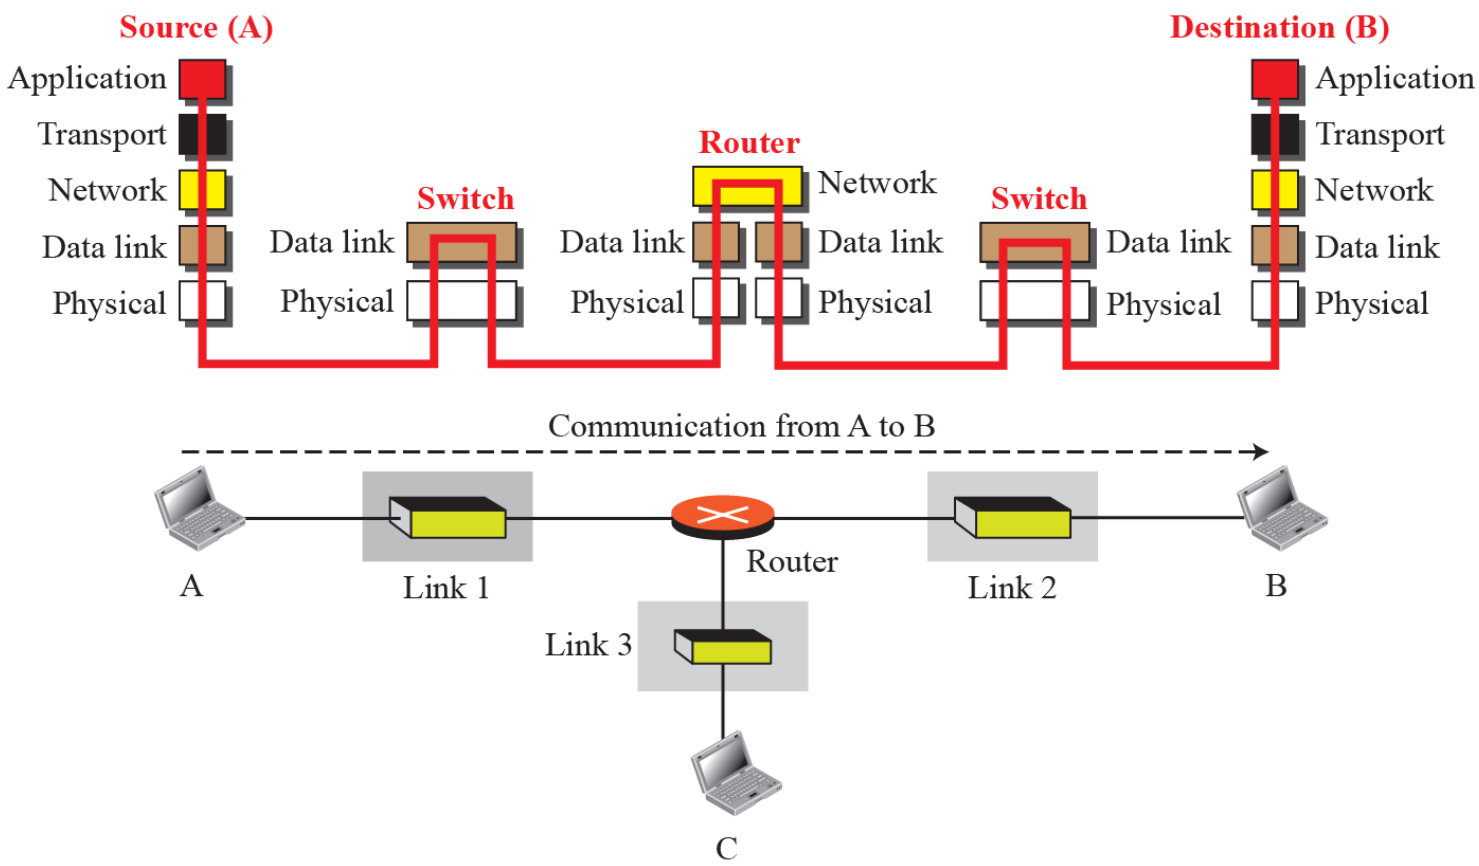 Source (A)
Destination (B)
Application
Application
Transport
Router
Transport
Network
Switch
Network
Switch
Network
Data link
Data link
Data link
Data link
Data link
Data link
Physical
Physical
Physical
Physical
Physical
Physical
Communication from A to B
A
Link 1
Router
Link 2
B
Link 3
C